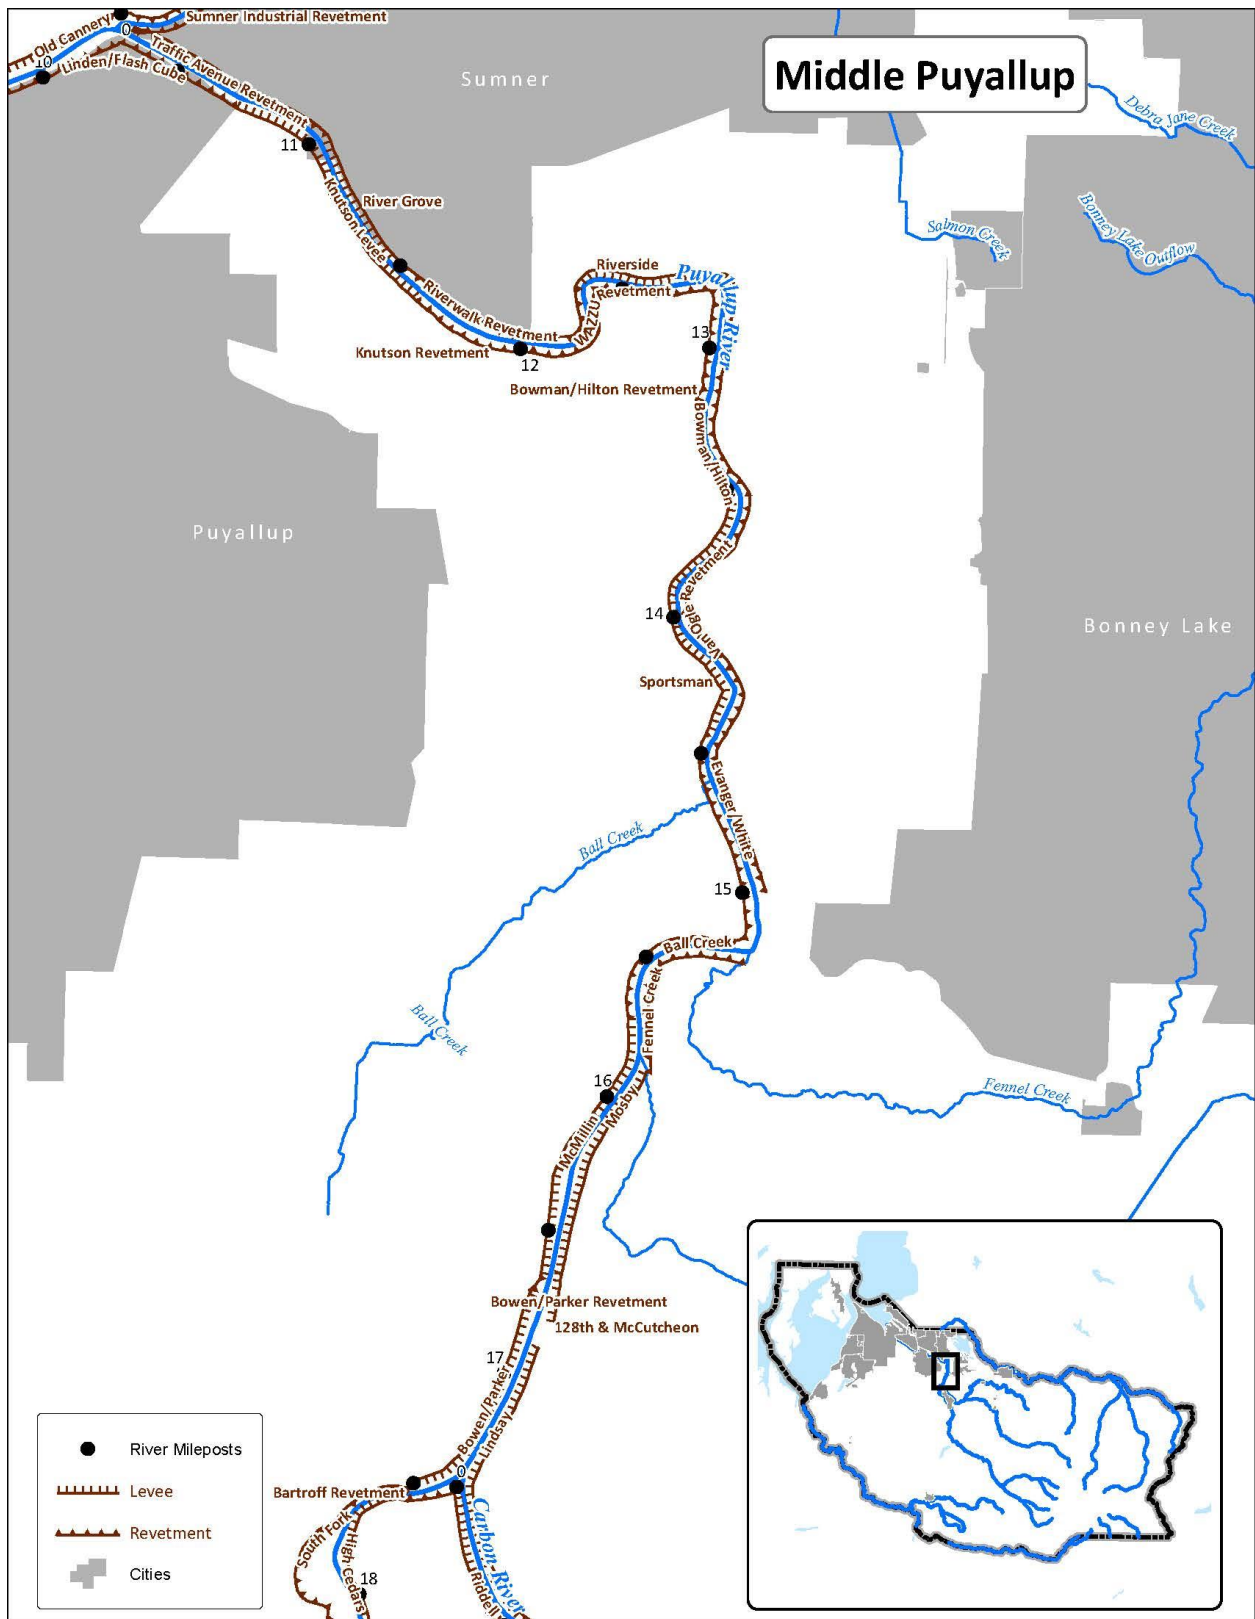 Middle Puyallup
Sumner Industrial Revetment
Old Cannery
0
10
Linden/Flash Cube
Traffic Avenue Revetment
Sumner
Debra Jane Creek
11
River Grove
Knutson Levee
Salmon Creek
Bonney Lake Outflow
Riverside
Revetment
Puyallup River
Riverwalk Revetment
WAZZU
13
Knutson Revetment
12
Bowman/Hilton Revetment
Bowman/Hilton
Puyallup
Revetment
14
Van Ogle
Bonney Lake
Sportsman
Evanger/White
Ball Creek
15
Ball Creek
Fennel Creek
Ball Creek
16
Mosby
Fennel Creek
McMillin
Bowen/Parker Revetment
128th & McCutcheon
17
Bowen/Parker
Lindsay
0
Bartroff Revetment
South Fork
High Cedars
Carbon River
Riddell
18
River Mileposts
Levee
Revetment
Cities